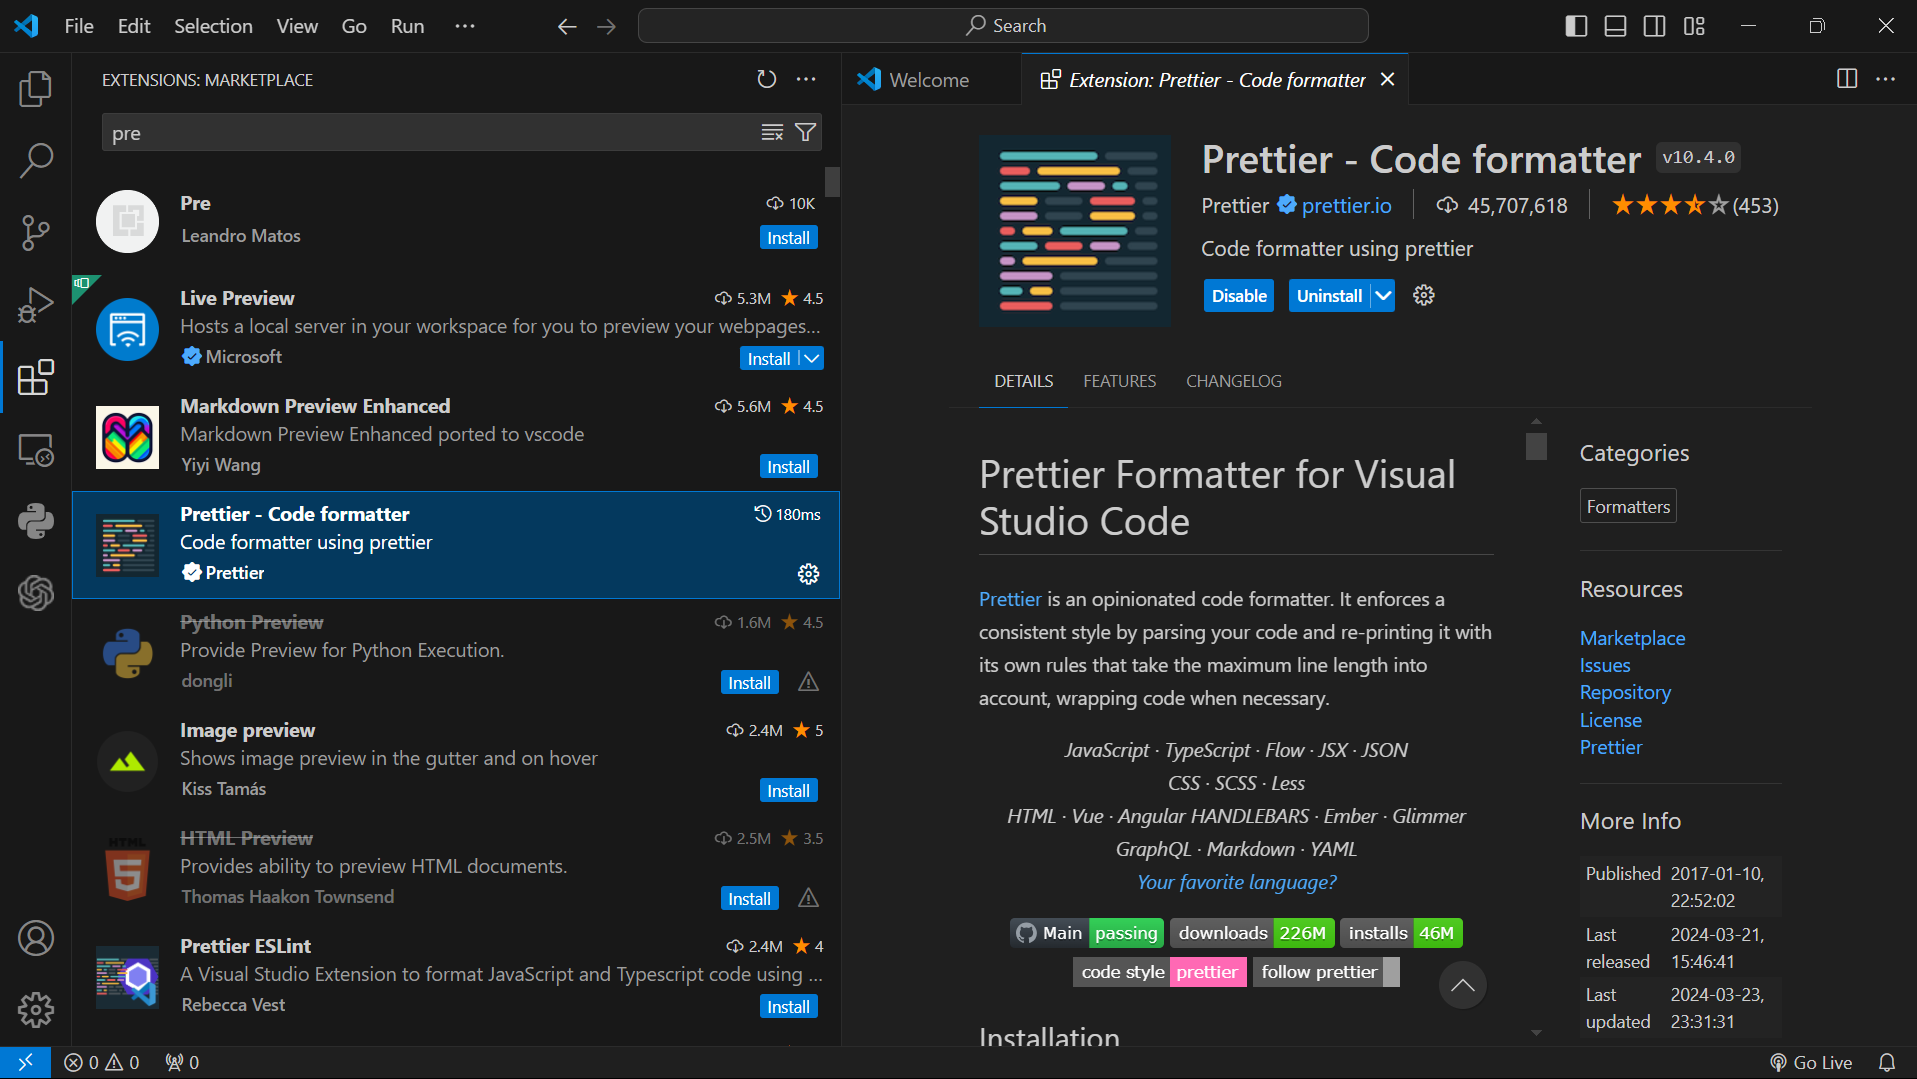 File Edit Selection View Go Run ···
Search
EXTENSIONS: MARKETPLACE
pre
Pre
10K
Leandro Matos
Install
Live Preview
5.3M 4.5
Hosts a local server in your workspace for you to preview your webpages...
Microsoft
Install
Markdown Preview Enhanced
5.6M 4.5
Markdown Preview Enhanced ported to vscode
Yiyi Wang
Install
Prettier - Code formatter
180ms
Code formatter using prettier
Prettier
Python Preview
1.6M 4.5
Provide Preview for Python Execution.
dongli
Install
Image preview
2.4M 5
Shows image preview in the gutter and on hover
Kiss Tamás
Install
HTML Preview
2.5M 3.5
Provides ability to preview HTML documents.
Thomas Haakon Townsend
Install
HTML
5
Prettier ESLint
2.4M 4
A Visual Studio Extension to format JavaScript and Typescript code using ...
Rebecca Vest
Install
Welcome
Extension: Prettier - Code formatter
Prettier - Code formatter v10.4.0
Prettier prettier.io 45,707,618 (453)
Code formatter using prettier
Disable Uninstall
DETAILS FEATURES CHANGELOG
Prettier Formatter for Visual
Studio Code
Prettier is an opinionated code formatter. It enforces a
consistent style by parsing your code and re-printing it with
its own rules that take the maximum line length into
account, wrapping code when necessary.
JavaScript · TypeScript · Flow · JSX · JSON
CSS · SCSS · Less
HTML · Vue · Angular HANDLEBARS · Ember · Glimmer
GraphQL · Markdown · YAML
Your favorite language?
Main passing downloads 226M installs 46M
code style prettier follow prettier
Installation
Categories
Formatters
Resources
Marketplace
Issues
Repository
License
Prettier
More Info
Published 2017-01-10,
22:52:02
Last 2024-03-21,
released 15:46:41
Last 2024-03-23,
updated 23:31:31
0 0 0
Go Live